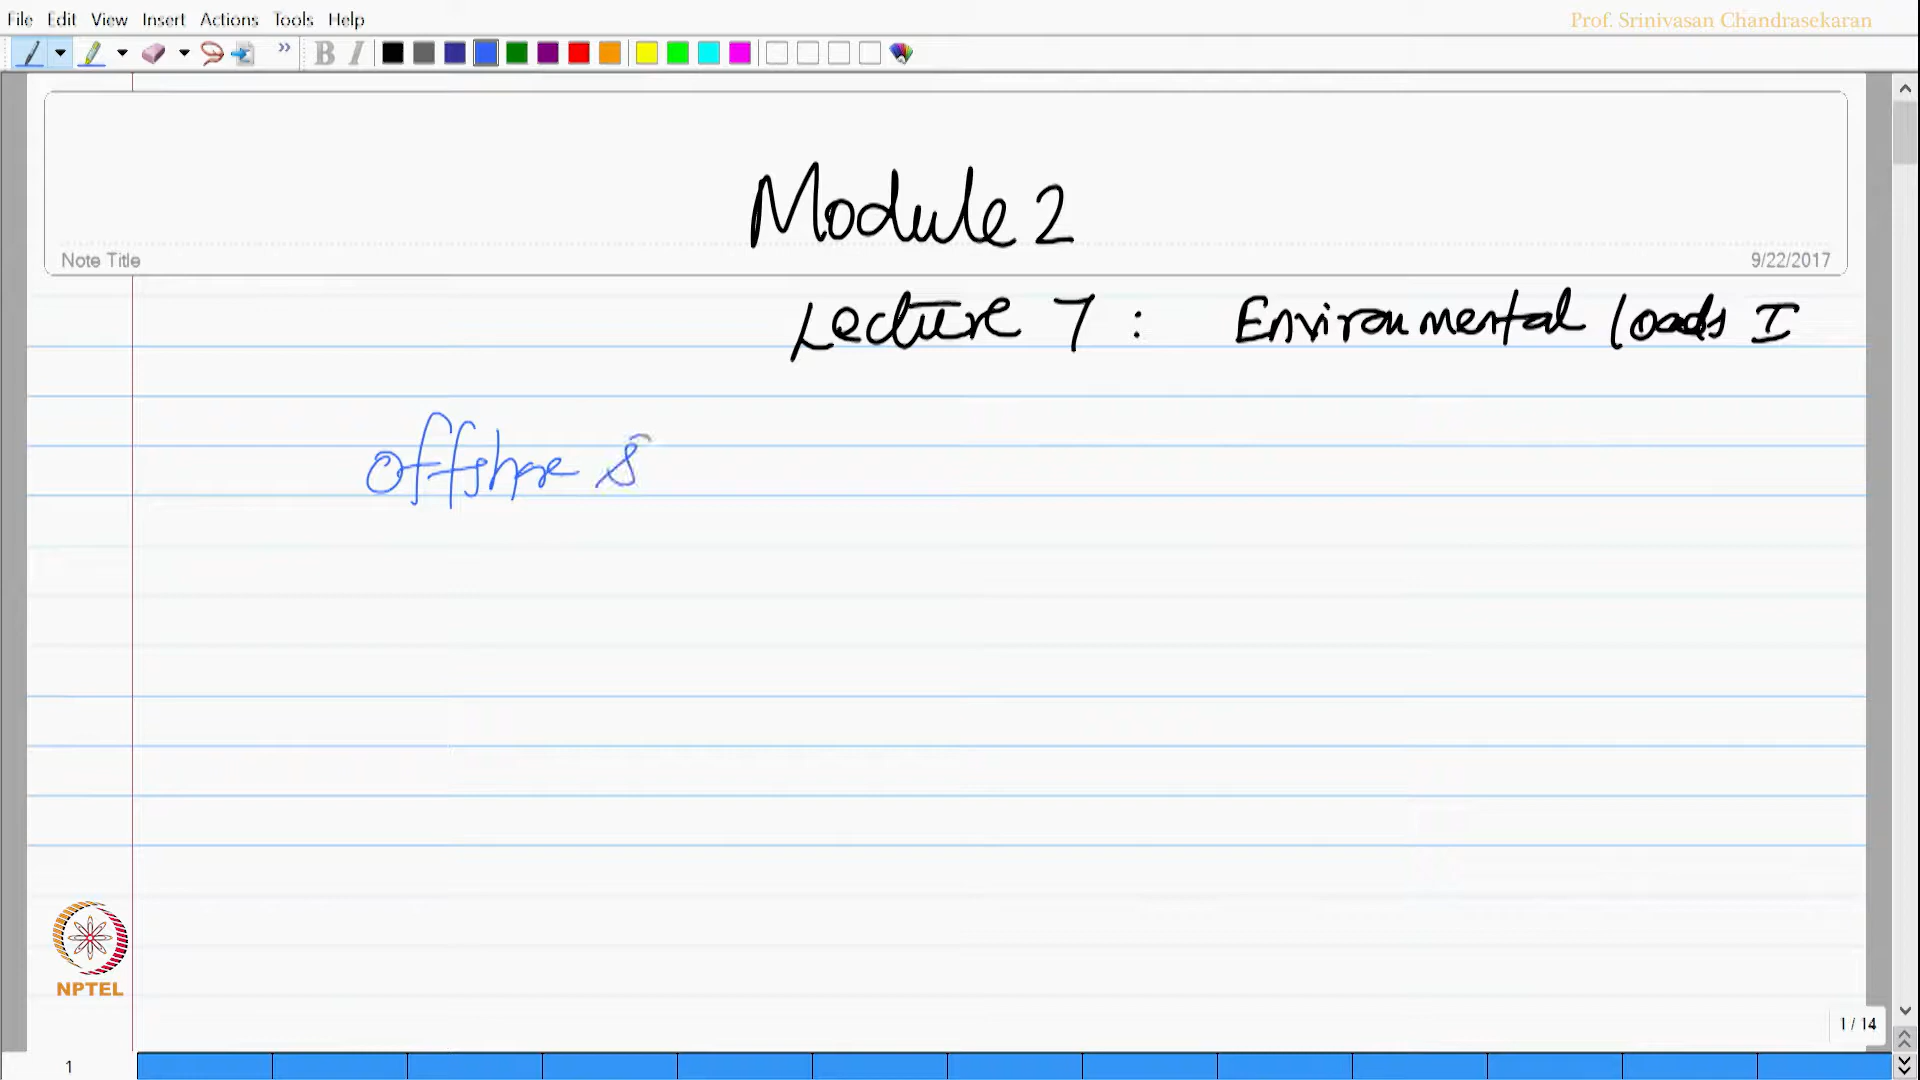 File Edit View Insert Actions Tools Help
Prof. Srinivasan Chandrasekaran
B I
Module 2
Note Title
9/22/2017
Lecture 7 : Environmental loads I
Offshore S
NPTEL
1 / 14
1